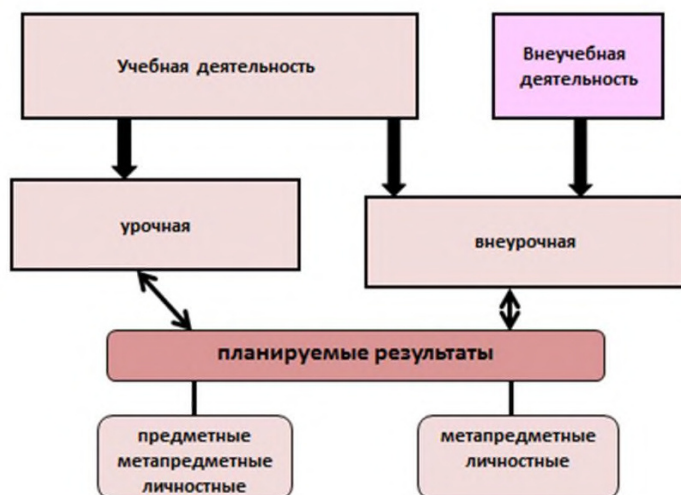 Учебная деятельность
Внеучебная
деятельность
урочная
внеурочная
планируемые результаты
предметные
метапредметные
личностные
метапредметные
личностные